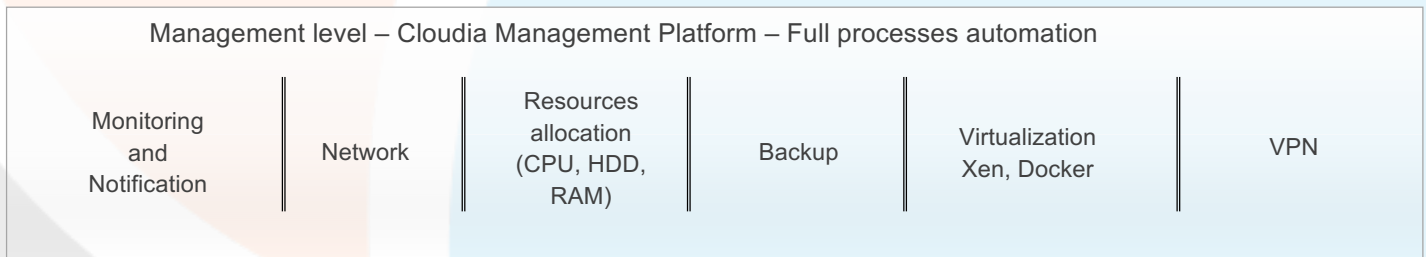 Management level – Cloudia Management Platform – Full processes automation
Monitoring
and
Notification
Network
Resources
allocation
(CPU, HDD,
RAM)
Backup
Virtualization
Xen, Docker
VPN